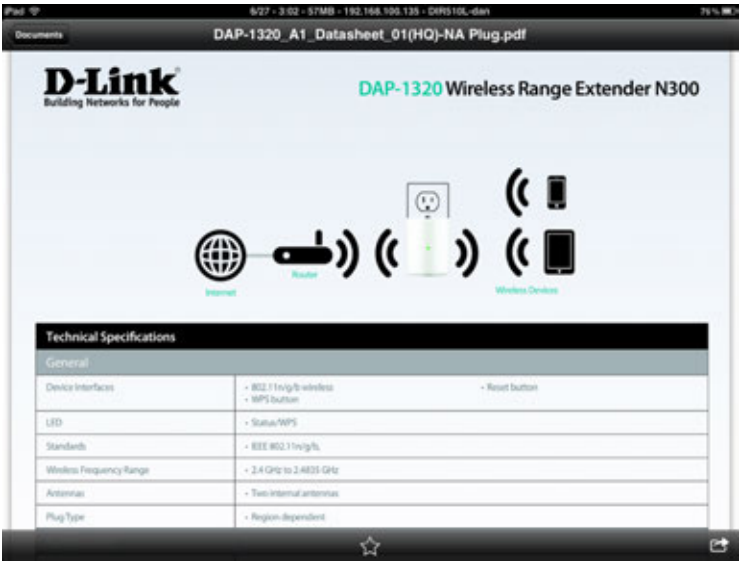 iPad
6/27 - 3:02 - 57MB - 192.168.100.135 - DIR510L-dan
76%
Documents
DAP-1320_A1_Datasheet_01(HQ)-NA Plug.pdf
D-Link
Building Networks for People
DAP-1320 Wireless Range Extender N300
Router
Internet
Wireless Devices
Technical Specifications
General
Device Interfaces
• 802.11n/g/b wireless
• WPS button
• Reset button
LED
• Status/WPS
Standards
• IEEE 802.11n/g/b,
Wireless Frequency Range
• 2.4 GHz to 2.4835 GHz
Antennas
• Two internal antennas
Plug Type
• Region dependent